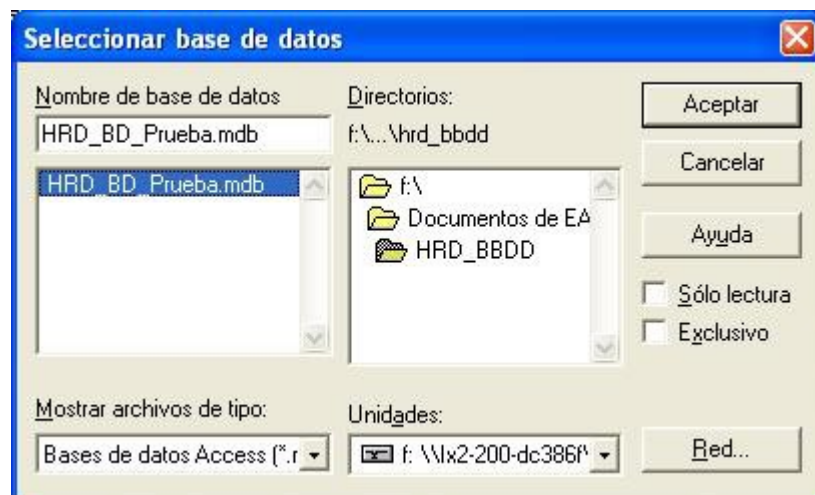 Seleccionar base de datos
Nombre de base de datos
HRD_BD_Prueba.mdb
HRD_BD_Prueba.mdb
Directorios:
f:\...\hrd_bbdd
f:\
Documentos de EA
HRD_BBDD
Aceptar
Cancelar
Ayuda
Sólo lectura
Exclusivo
Mostrar archivos de tipo:
Bases de datos Access (*.r
Unidades:
f: \\lx2-200-dc386f\
Red...